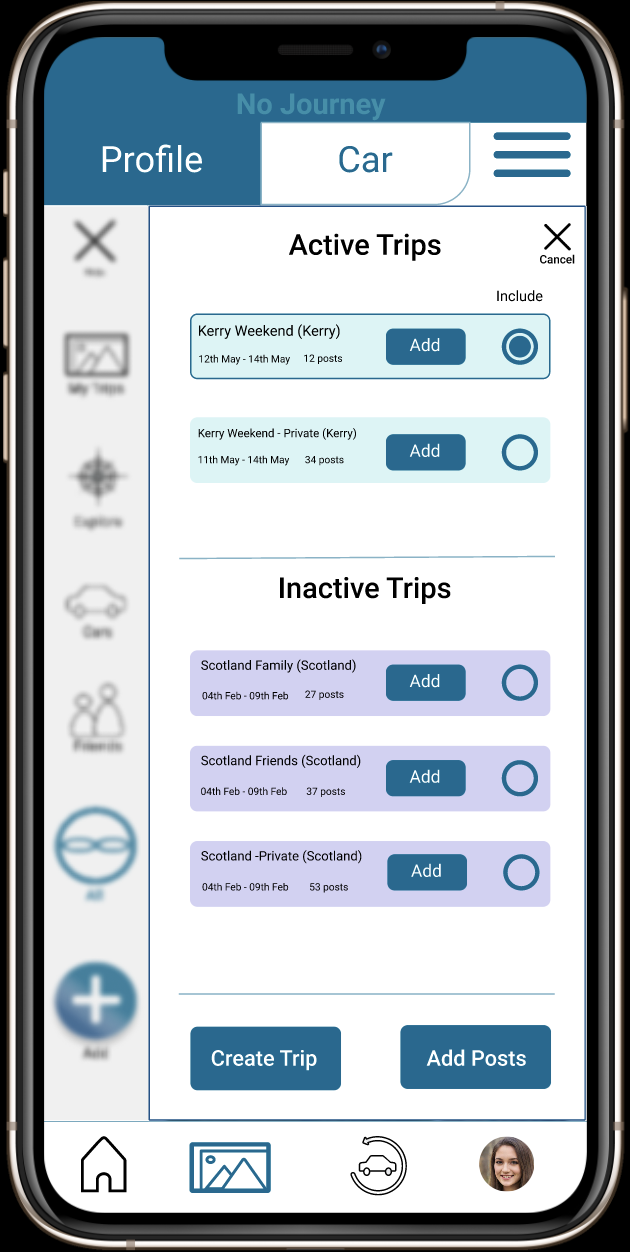 No Journey
Profile
Car
Active Trips
Cancel
Include
Kerry Weekend (Kerry)
Add
12th May - 14th May 12 posts
Kerry Weekend - Private (Kerry)
Add
11th May - 14th May 34 posts
Inactive Trips
Scotland Family (Scotland)
Add
04th Feb - 09th Feb 27 posts
Scotland Friends (Scotland)
Add
04th Feb - 09th Feb 37 posts
Scotland -Private (Scotland)
Add
04th Feb - 09th Feb 53 posts
Create Trip
Add Posts
My Trips
Explore
Cars
Friends
All
Add